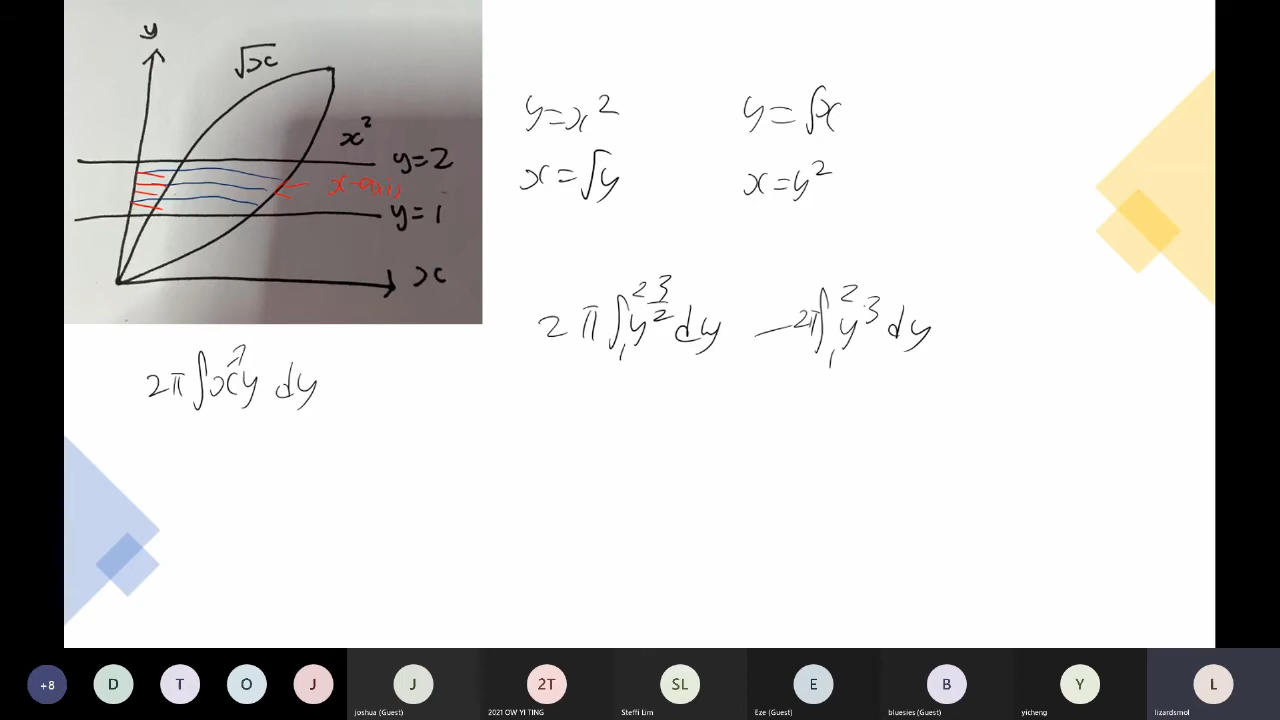 y
√x
x²
y=2
x-axis
y=1
x
y=x² y=√x
x=√y x=y²
2π∫₁² y^(3/2) dy −2π∫₁² y³ dy
2π∫xy dy
+8 D T O J J 2T SL E B Y L
joshua (Guest) 2021 OW YI TING Steffi Lim Eze (Guest) bluesies (Guest) yicheng lizardsmol